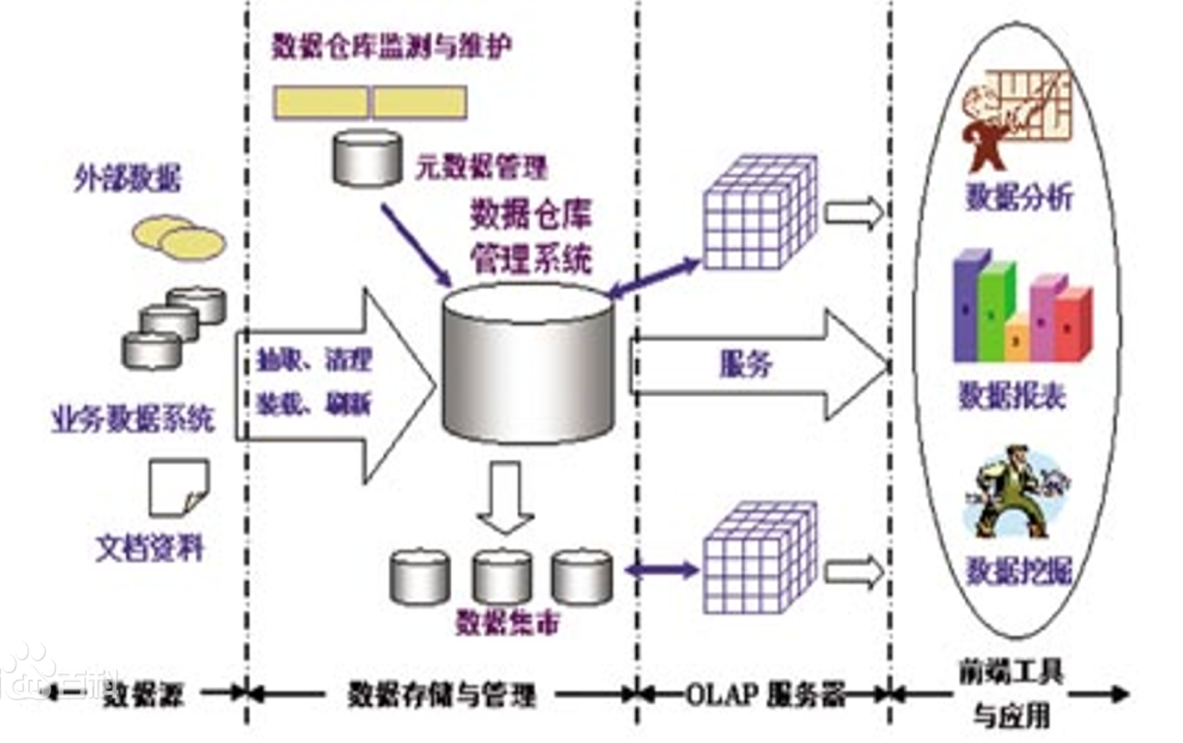 数据仓库监测与维护
元数据管理
外部数据
业务数据系统
文档资料
抽取、清理
装载、刷新
数据仓库
管理系统
数据集市
服务
数据分析
数据报表
数据挖掘
数据源
数据存储与管理
OLAP 服务器
前端工具
与应用
百科